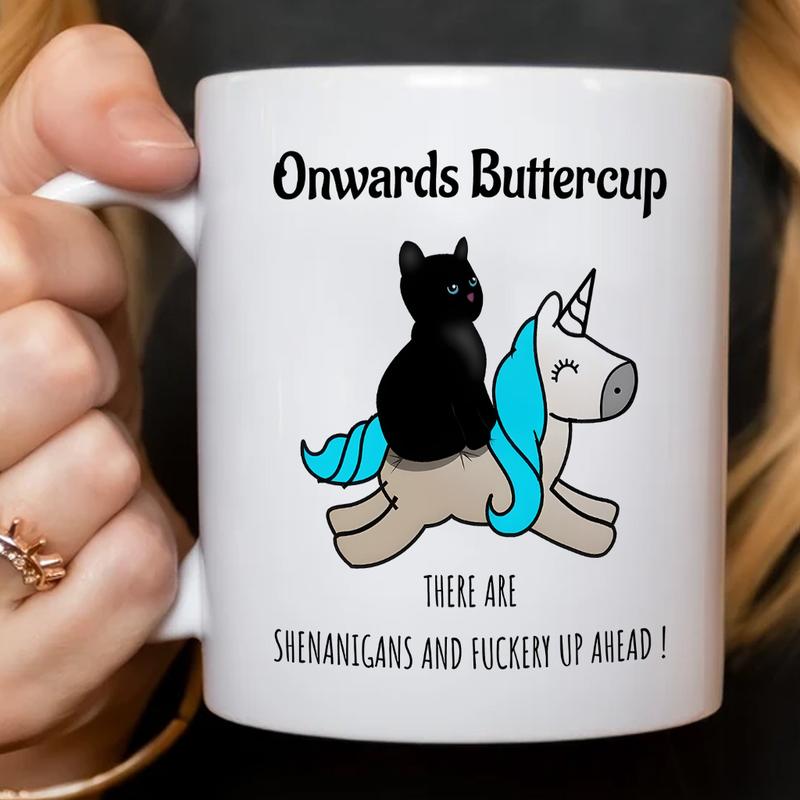 Onwards Buttercup
THERE ARE
SHENANIGANS AND FUCKERY UP AHEAD !